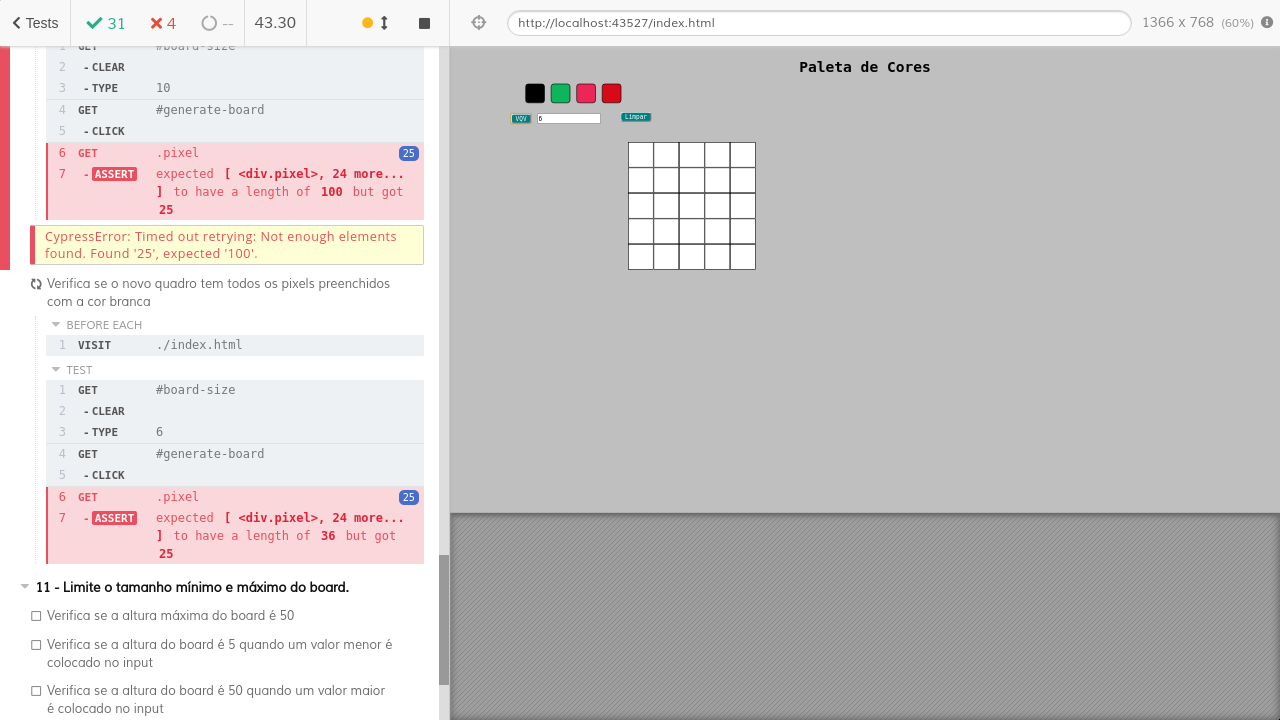 Tests
31
4
--
43.30
http://localhost:43527/index.html
1366 x 768 (60%)
1 GET #board-size
2 - CLEAR
3 - TYPE 10
4 GET #generate-board
5 - CLICK
6 GET .pixel 25
7 - ASSERT expected [ <div.pixel>, 24 more...
] to have a length of 100 but got
25
CypressError: Timed out retrying: Not enough elements
found. Found '25', expected '100'.
Verifica se o novo quadro tem todos os pixels preenchidos
com a cor branca
BEFORE EACH
1 VISIT ./index.html
TEST
1 GET #board-size
2 - CLEAR
3 - TYPE 6
4 GET #generate-board
5 - CLICK
6 GET .pixel 25
7 - ASSERT expected [ <div.pixel>, 24 more...
] to have a length of 36 but got
25
11 - Limite o tamanho mínimo e máximo do board.
Verifica se a altura máxima do board é 50
Verifica se a altura do board é 5 quando um valor menor é
colocado no input
Verifica se a altura do board é 50 quando um valor maior
é colocado no input
Paleta de Cores
VQV
6
Limpar